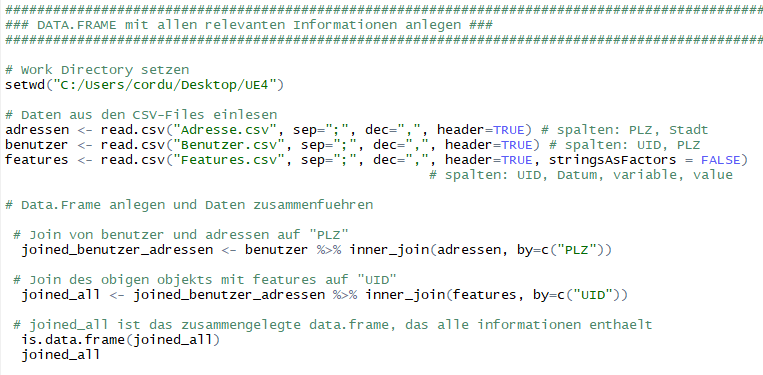 ################################################################################################
### DATA.FRAME mit allen relevanten Informationen anlegen ###
################################################################################################
# Work Directory setzen
setwd("C:/Users/cordu/Desktop/UE4")
# Daten aus den CSV-Files einlesen
adressen <- read.csv("Adresse.csv", sep=";", dec=",", header=TRUE) # spalten: PLZ, Stadt
benutzer <- read.csv("Benutzer.csv", sep=";", dec=",", header=TRUE) # spalten: UID, PLZ
features <- read.csv("Features.csv", sep=";", dec=",", header=TRUE, stringsAsFactors = FALSE)
# spalten: UID, Datum, variable, value
# Data.Frame anlegen und Daten zusammenfuehren
# Join von benutzer und adressen auf "PLZ"
joined_benutzer_adressen <- benutzer %>% inner_join(adressen, by=c("PLZ"))
# Join des obigen objekts mit features auf "UID"
joined_all <- joined_benutzer_adressen %>% inner_join(features, by=c("UID"))
# joined_all ist das zusammengelegte data.frame, das alle informationen enthaelt
is.data.frame(joined_all)
joined_all